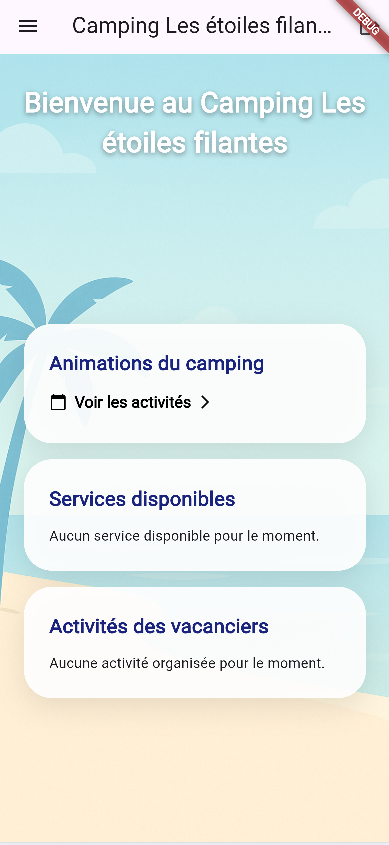 Camping Les étoiles filan...
DEBUG
Bienvenue au Camping Les
étoiles filantes
Animations du camping
Voir les activités
Services disponibles
Aucun service disponible pour le moment.
Activités des vacanciers
Aucune activité organisée pour le moment.